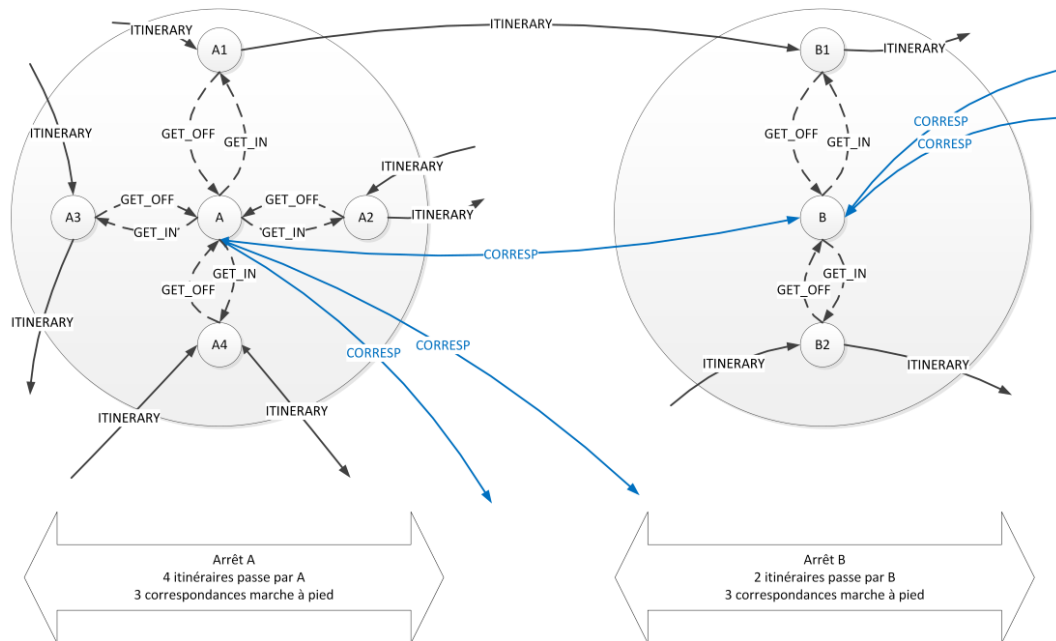 ITINERARY
ITINERARY
A1
B1
ITINERARY
GET_OFF
GET_IN
GET_OFF
GET_IN
CORRESP
CORRESP
ITINERARY
GET_OFF
GET_OFF
A3
A
A2
ITINERARY
B
GET_IN
GET_IN
CORRESP
GET_IN
GET_OFF
GET_IN
GET_OFF
ITINERARY
A4
CORRESP
CORRESP
B2
ITINERARY
ITINERARY
ITINERARY
ITINERARY
Arrêt A
4 itinéraires passe par A
3 correspondances marche à pied
Arrêt B
2 itinéraires passe par B
3 correspondances marche à pied